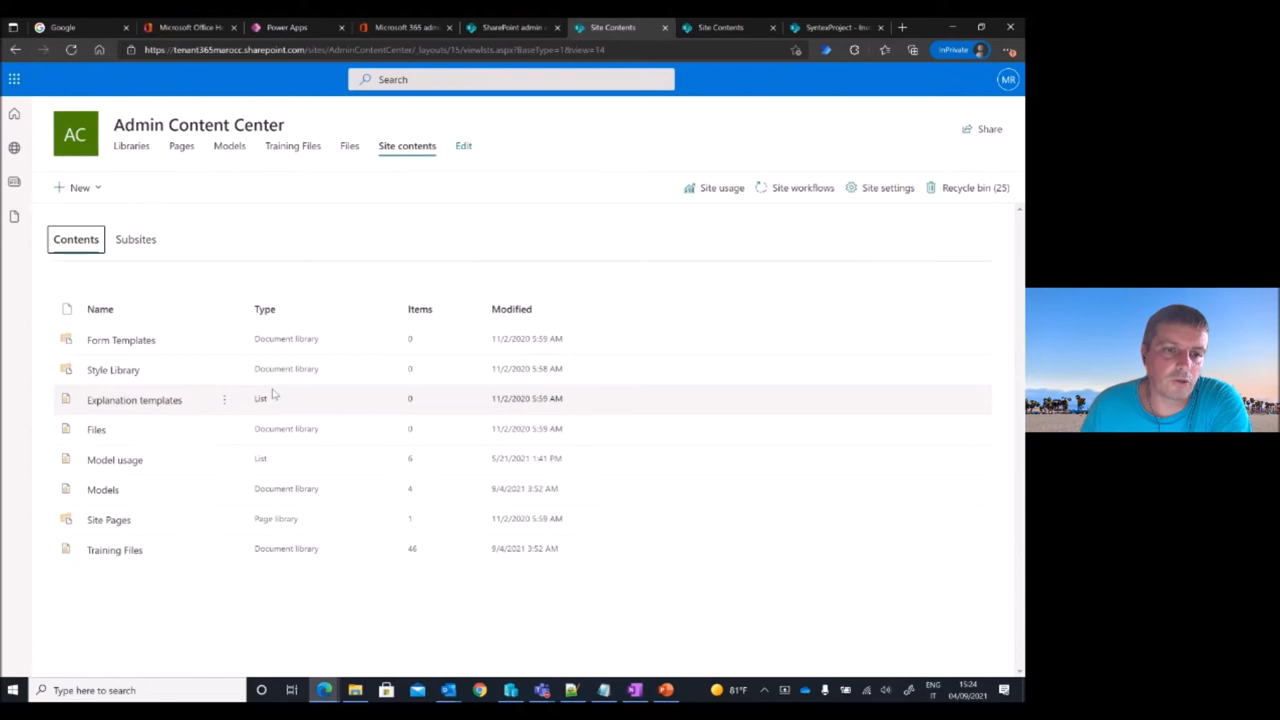 Google
Microsoft Office Ho
Power Apps
Microsoft 365 adm
SharePoint admin c
Site Contents
Site Contents
SyntexProject - Inv
https://tenant365marocc.sharepoint.com/sites/AdminContentCenter/_layouts/15/viewlsts.aspx?BaseType=1&view=14
InPrivate
Search
MR
AC
Admin Content Center
Libraries Pages Models Training Files Files Site contents Edit
Share
New
Site usage Site workflows Site settings Recycle bin (25)
Contents Subsites
Name Type Items Modified
Form Templates Document library 0 11/2/2020 5:59 AM
Style Library Document library 0 11/2/2020 5:58 AM
Explanation templates List 0 11/2/2020 5:59 AM
Files Document library 0 11/2/2020 5:59 AM
Model usage List 6 5/21/2021 1:41 PM
Models Document library 4 9/4/2021 3:52 AM
Site Pages Page library 1 11/2/2020 5:59 AM
Training Files Document library 46 9/4/2021 3:52 AM
Type here to search
81°F
ENG
IT
15:24
04/09/2021